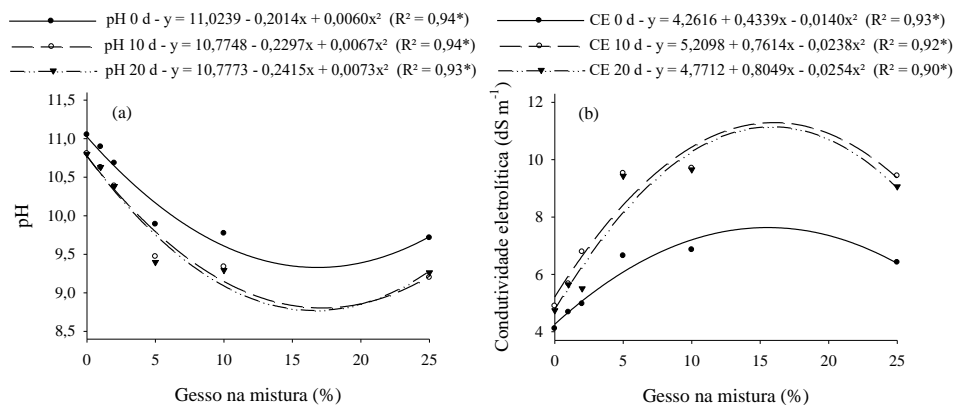 pH 0 d - y = 11,0239 - 0,2014x + 0,0060x² (R² = 0,94*)
pH 10 d - y = 10,7748 - 0,2297x + 0,0067x² (R² = 0,94*)
pH 20 d - y = 10,7773 - 0,2415x + 0,0073x² (R² = 0,93*)
(a)
pH
11,5
11,0
10,5
10,0
9,5
9,0
8,5
0 5 10 15 20 25
Gesso na mistura (%)
CE 0 d - y = 4,2616 + 0,4339x - 0,0140x² (R² = 0,93*)
CE 10 d - y = 5,2098 + 0,7614x - 0,0238x² (R² = 0,92*)
CE 20 d - y = 4,7712 + 0,8049x - 0,0254x² (R² = 0,90*)
(b)
Condutividade eletrolítica (dS m⁻¹)
12
10
8
6
4
0 5 10 15 20 25
Gesso na mistura (%)